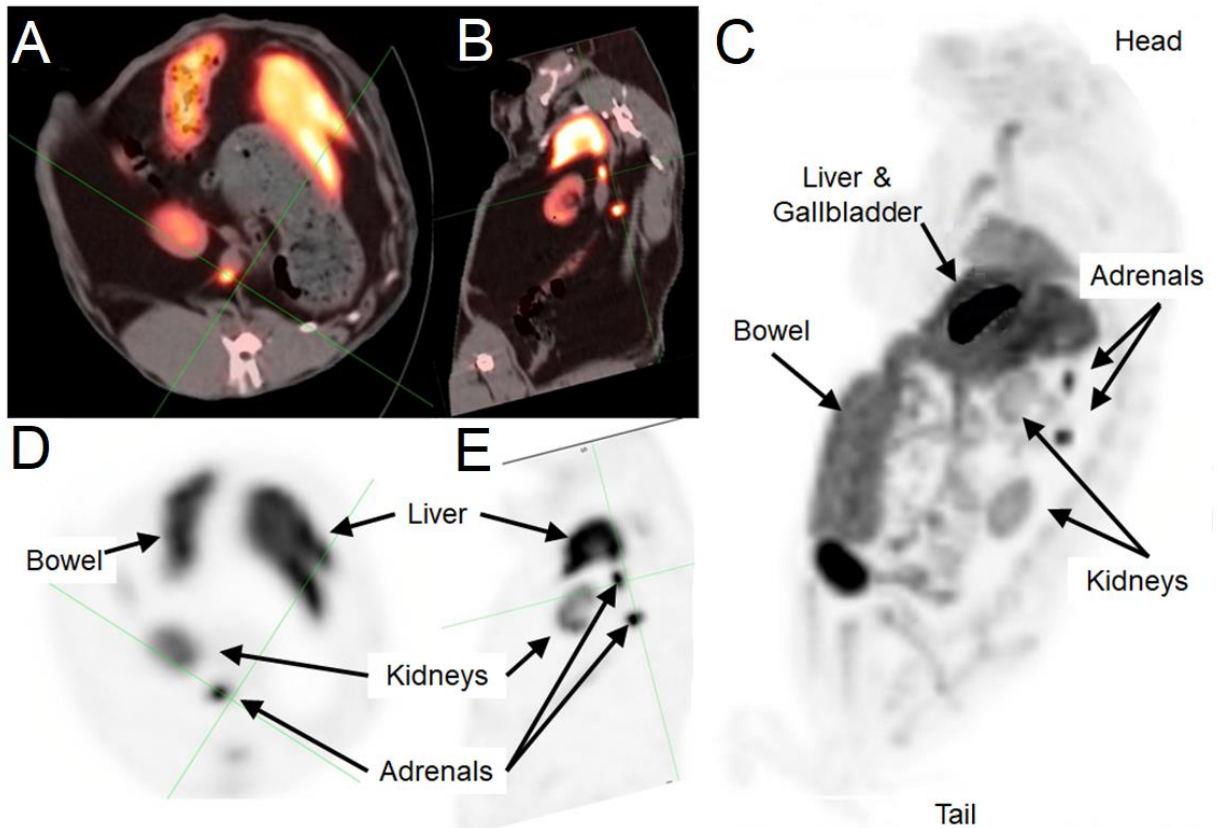 A
B
C
Head
Liver &
Gallbladder
Adrenals
Bowel
Kidneys
Tail
D
E
Liver
Bowel
Kidneys
Adrenals